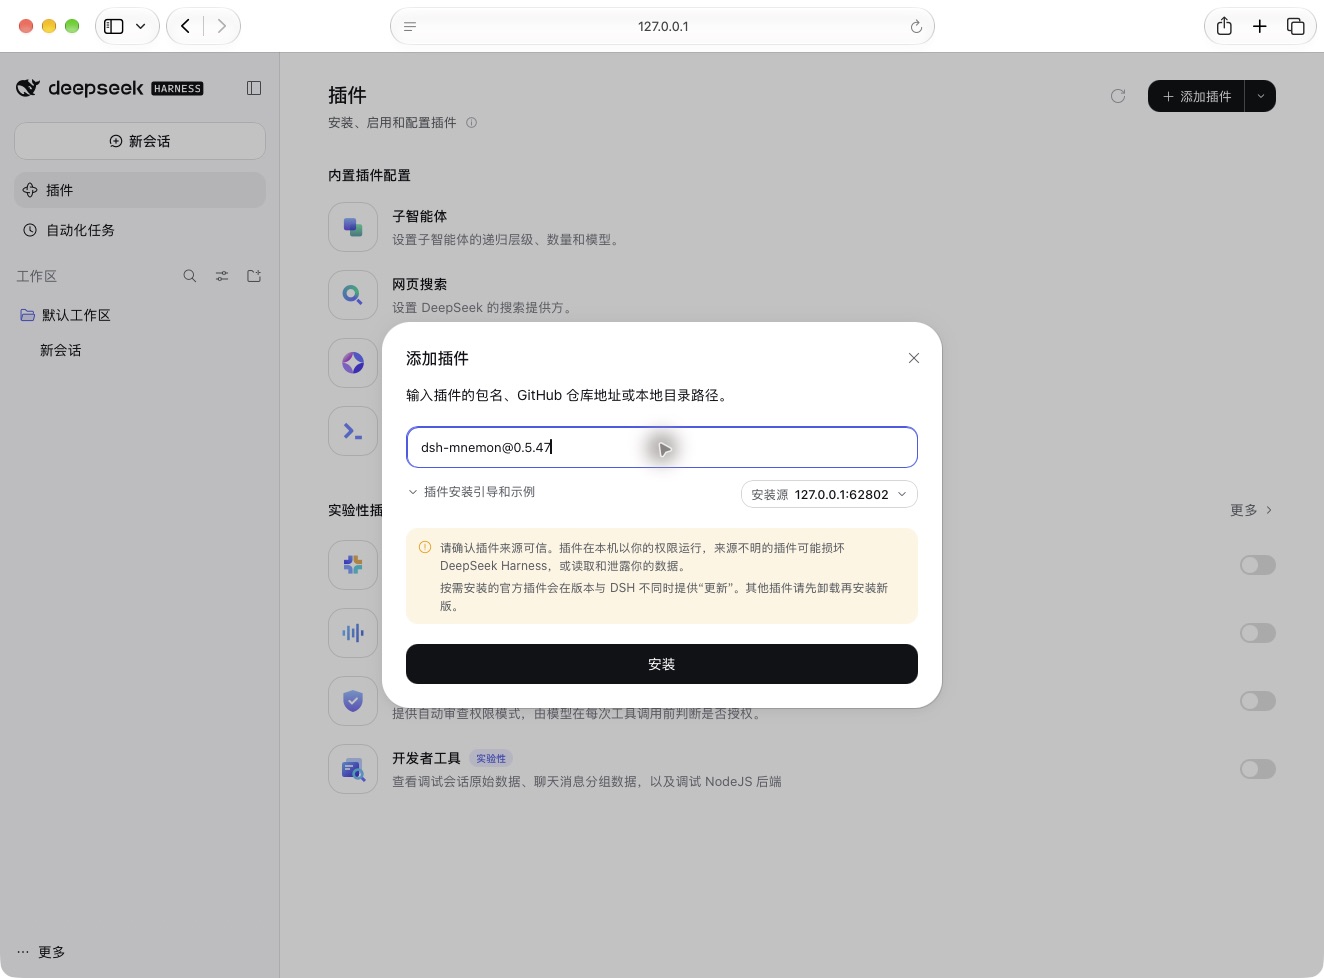 127.0.0.1
deepseek HARNESS
新会话
插件
自动化任务
工作区
默认工作区
新会话
更多
插件
添加插件
安装、启用和配置插件
内置插件配置
子智能体
设置子智能体的递归层级、数量和模型。
网页搜索
设置 DeepSeek 的搜索提供方。
添加插件
输入插件的包名、GitHub 仓库地址或本地目录路径。
dsh-mnemon@0.5.47
插件安装引导和示例
安装源 127.0.0.1:62802
请确认插件来源可信。插件在本机以你的权限运行，来源不明的插件可能损坏
DeepSeek Harness，或读取和泄露你的数据。
按需安装的官方插件会在版本与 DSH 不同时提供“更新”。其他插件请先卸载再安装新
版。
安装
实验性插
更多
提供自动审查权限模式，由模型在每次工具调用前判断是否授权。
开发者工具 实验性
查看调试会话原始数据、聊天消息分组数据，以及调试 NodeJS 后端